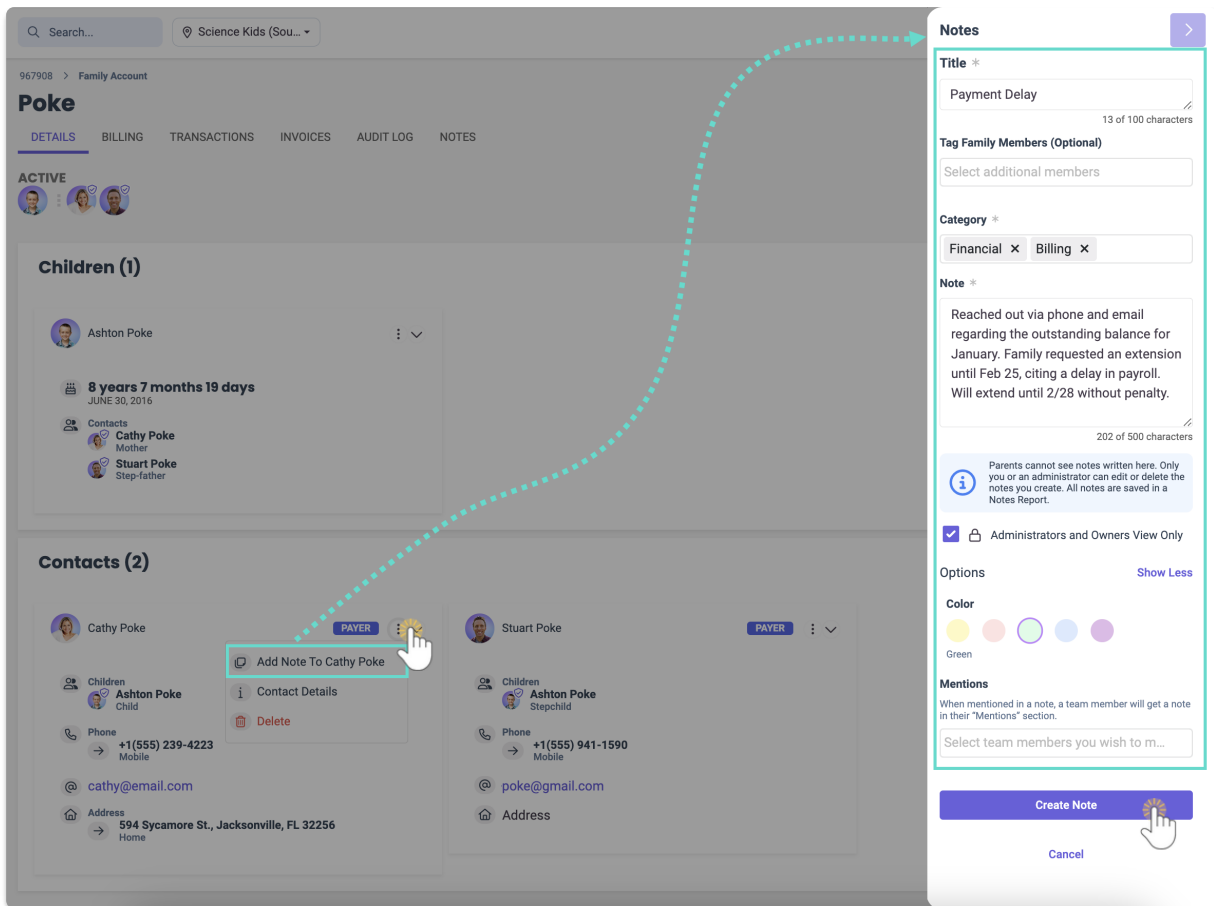 Search...
Science Kids (Sou...
967908 > Family Account
Poke
DETAILS BILLING TRANSACTIONS INVOICES AUDIT LOG NOTES
ACTIVE
Children (1)
Ashton Poke
8 years 7 months 19 days
JUNE 30, 2016
Contacts
Cathy Poke
Mother
Stuart Poke
Step-father
Contacts (2)
Cathy Poke
PAYER
Add Note To Cathy Poke
Contact Details
Delete
Children
Ashton Poke
Child
Phone
+1(555) 239-4223
Mobile
cathy@email.com
Address
594 Sycamore St., Jacksonville, FL 32256
Home
Stuart Poke
PAYER
Children
Ashton Poke
Stepchild
Phone
+1(555) 941-1590
Mobile
poke@gmail.com
Address
Notes
Title *
Payment Delay
13 of 100 characters
Tag Family Members (Optional)
Select additional members
Category *
Financial × Billing ×
Note *
Reached out via phone and email
regarding the outstanding balance for
January. Family requested an extension
until Feb 25, citing a delay in payroll.
Will extend until 2/28 without penalty.
202 of 500 characters
Parents cannot see notes written here. Only
you or an administrator can edit or delete the
notes you create. All notes are saved in a
Notes Report.
Administrators and Owners View Only
Options Show Less
Color
Green
Mentions
When mentioned in a note, a team member will get a note
in their "Mentions" section.
Select team members you wish to m...
Create Note
Cancel